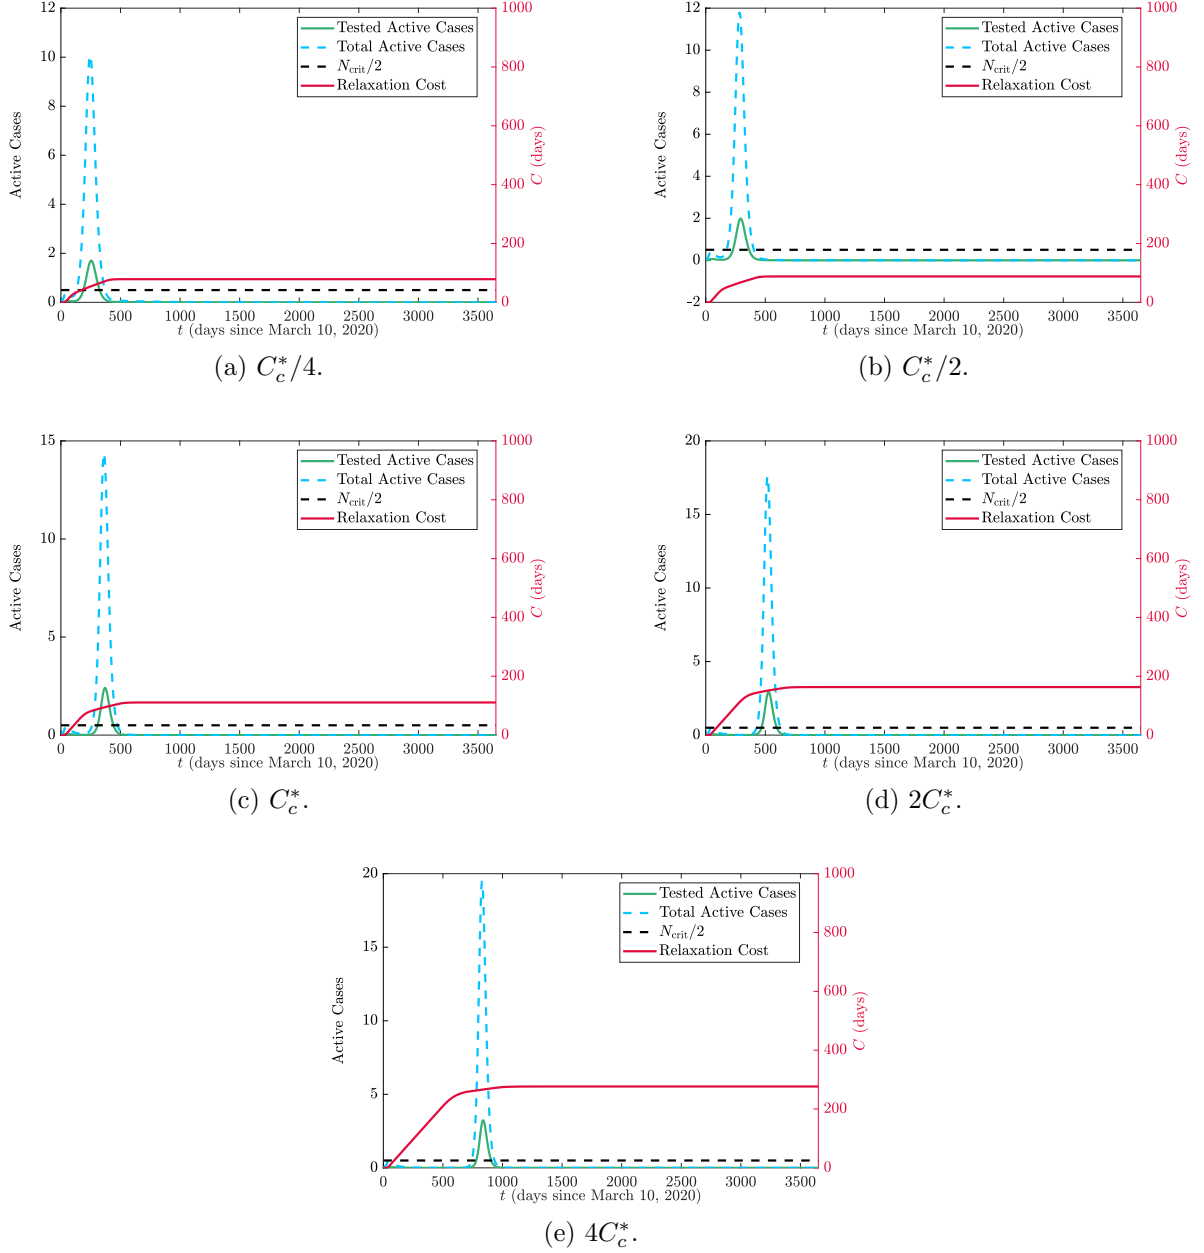 12
10
8
6
4
2
0
Active Cases
1000
800
600
400
200
0
C (days)
Tested Active Cases
Total Active Cases
N_crit/2
Relaxation Cost
0 500 1000 1500 2000 2500 3000 3500
t (days since March 10, 2020)
(a) C_c^*/4.
12
10
8
6
4
2
0
-2
Active Cases
1000
800
600
400
200
0
C (days)
Tested Active Cases
Total Active Cases
N_crit/2
Relaxation Cost
0 500 1000 1500 2000 2500 3000 3500
t (days since March 10, 2020)
(b) C_c^*/2.
15
10
5
0
Active Cases
1000
800
600
400
200
0
C (days)
Tested Active Cases
Total Active Cases
N_crit/2
Relaxation Cost
0 500 1000 1500 2000 2500 3000 3500
t (days since March 10, 2020)
(c) C_c^*.
20
15
10
5
0
Active Cases
1000
800
600
400
200
0
C (days)
Tested Active Cases
Total Active Cases
N_crit/2
Relaxation Cost
0 500 1000 1500 2000 2500 3000 3500
t (days since March 10, 2020)
(d) 2C_c^*.
20
15
10
5
0
Active Cases
1000
800
600
400
200
0
C (days)
Tested Active Cases
Total Active Cases
N_crit/2
Relaxation Cost
0 500 1000 1500 2000 2500 3000 3500
t (days since March 10, 2020)
(e) 4C_c^*.